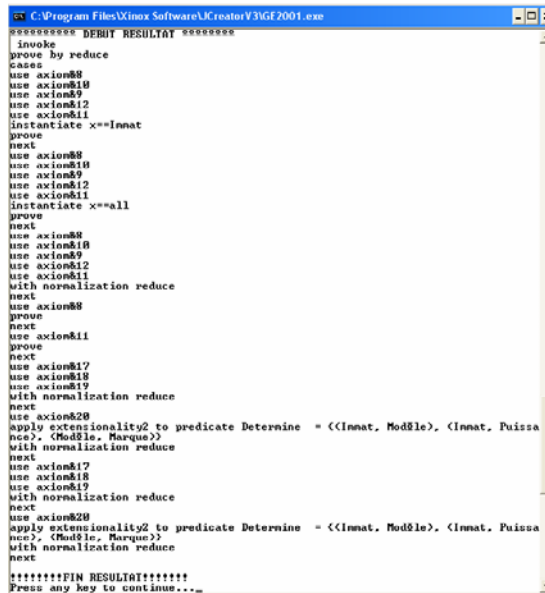 C:\Program Files\Xinox Software\JCreatorV3\GE2001.exe
********** DEBUT RESULTAT ********
invoke
prove by reduce
cases
use axiom&8
use axiom&10
use axiom&9
use axiom&12
use axiom&11
instantiate x==Immat
prove
next
use axiom&8
use axiom&10
use axiom&9
use axiom&12
use axiom&11
instantiate x==all
prove
next
use axiom&8
use axiom&10
use axiom&9
use axiom&12
use axiom&11
with normalization reduce
next
use axiom&8
prove
next
use axiom&11
prove
next
use axiom&17
use axiom&18
use axiom&19
with normalization reduce
next
use axiom&20
apply extensionality2 to predicate Determine = {(Immat, ModÞle), (Immat, Puissa
nce), (ModÞle, Marque)}
with normalization reduce
next
use axiom&17
use axiom&18
use axiom&19
with normalization reduce
next
use axiom&20
apply extensionality2 to predicate Determine = {(Immat, ModÞle), (Immat, Puissa
nce), (ModÞle, Marque)}
with normalization reduce
next
!!!!!!!!FIN RESULTAT!!!!!!!
Press any key to continue..._